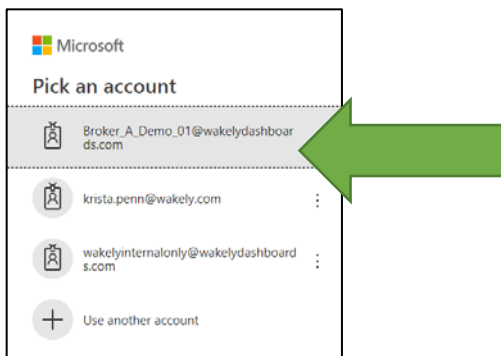 Microsoft
Pick an account
Broker_A_Demo_01@wakelydashboar
ds.com
krista.penn@wakely.com
wakelyinternalonly@wakelydashboard
s.com
Use another account